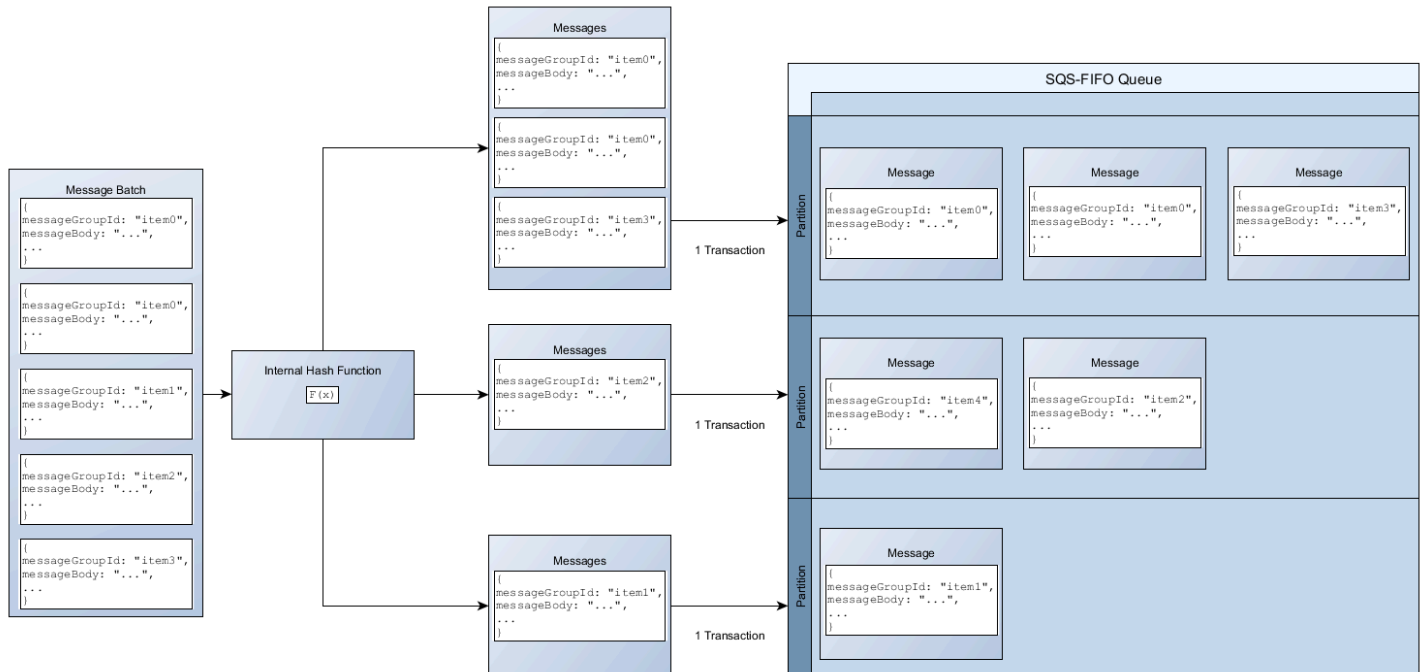 Message Batch
{
messageGroupId: "item0",
messageBody: "...",
...
}
{
messageGroupId: "item0",
messageBody: "...",
...
}
{
messageGroupId: "item1",
messageBody: "...",
...
}
{
messageGroupId: "item2",
messageBody: "...",
...
}
{
messageGroupId: "item3",
messageBody: "...",
...
}
Internal Hash Function
F(x)
Messages
{
messageGroupId: "item0",
messageBody: "...",
...
}
{
messageGroupId: "item0",
messageBody: "...",
...
}
{
messageGroupId: "item3",
messageBody: "...",
...
}
1 Transaction
Messages
{
messageGroupId: "item2",
messageBody: "...",
...
}
1 Transaction
Messages
{
messageGroupId: "item1",
messageBody: "...",
...
}
1 Transaction
SQS-FIFO Queue
Partition
Message
{
messageGroupId: "item0",
messageBody: "...",
...
}
Message
{
messageGroupId: "item0",
messageBody: "...",
...
}
Message
{
messageGroupId: "item3",
messageBody: "...",
...
}
Partition
Message
{
messageGroupId: "item4",
messageBody: "...",
...
}
Message
{
messageGroupId: "item2",
messageBody: "...",
...
}
Partition
Message
{
messageGroupId: "item1",
messageBody: "...",
...
}